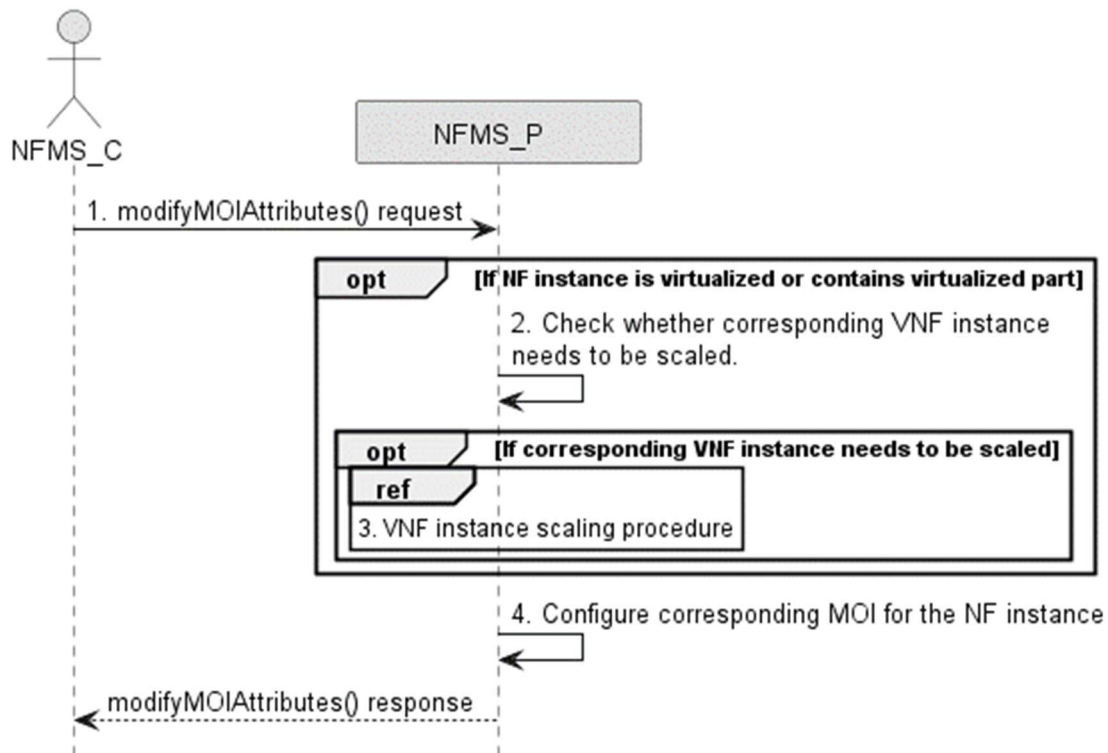 NFMS_C
NFMS_P
1. modifyMOIAttributes() request
opt
[If NF instance is virtualized or contains virtualized part]
2. Check whether corresponding VNF instance
needs to be scaled.
opt
[If corresponding VNF instance needs to be scaled]
ref
3. VNF instance scaling procedure
4. Configure corresponding MOI for the NF instance
modifyMOIAttributes() response